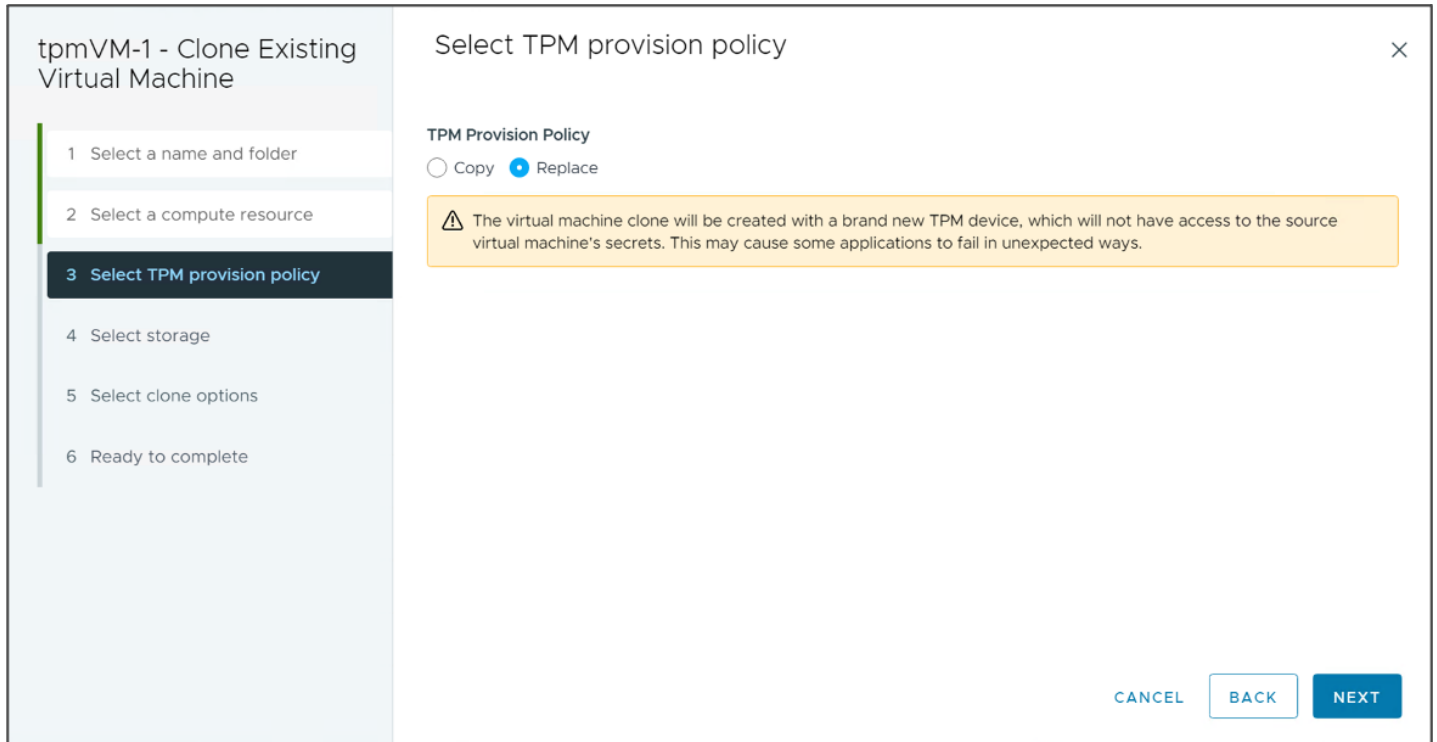 tpmVM-1 - Clone Existing
Virtual Machine
1 Select a name and folder
2 Select a compute resource
3 Select TPM provision policy
4 Select storage
5 Select clone options
6 Ready to complete
Select TPM provision policy
TPM Provision Policy
Copy Replace
The virtual machine clone will be created with a brand new TPM device, which will not have access to the source
virtual machine's secrets. This may cause some applications to fail in unexpected ways.
CANCEL BACK NEXT